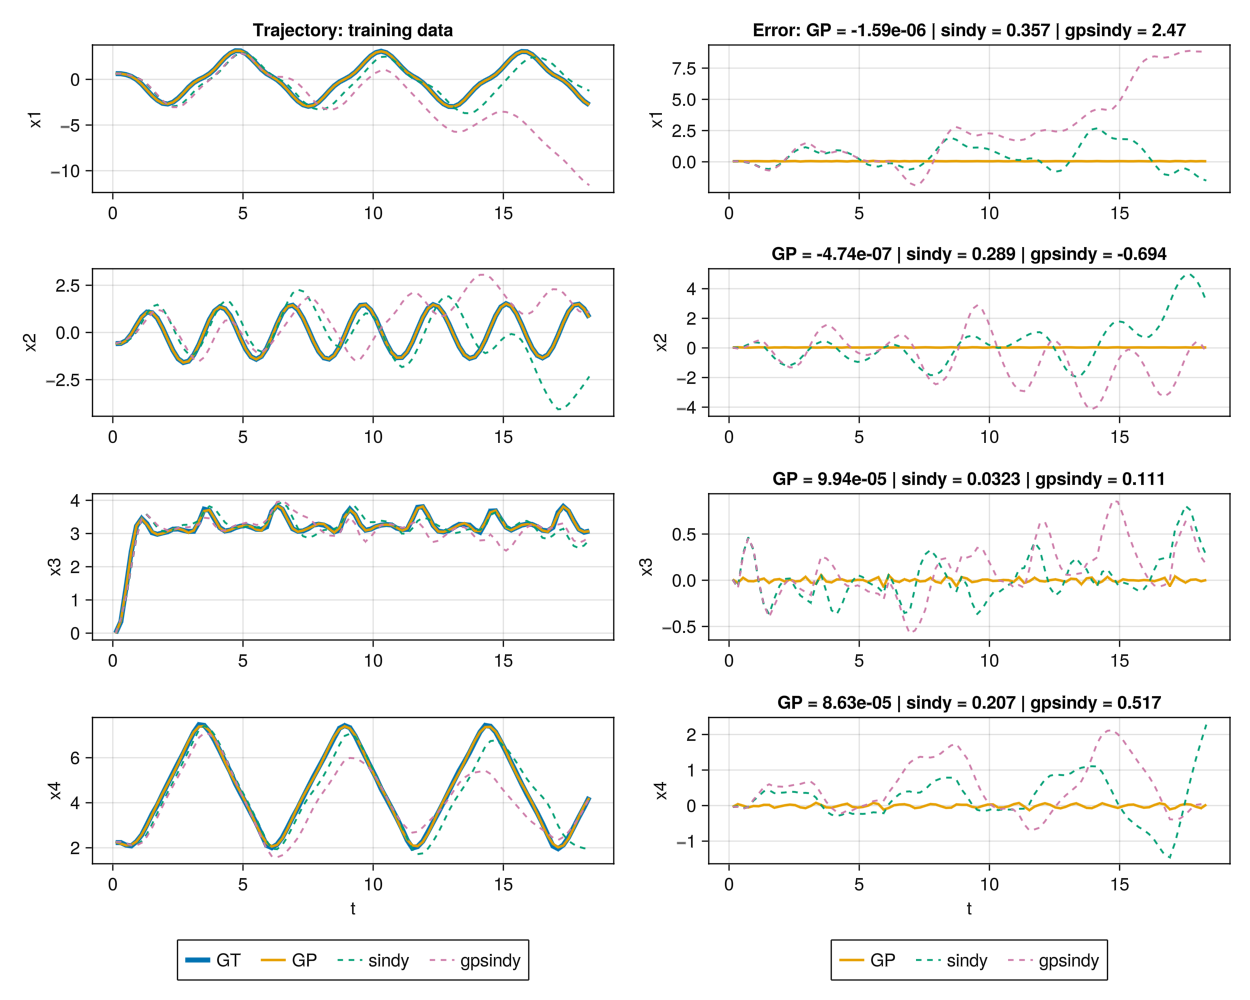 Trajectory: training data
x1
0
−5
−10
0 5 10 15
Error: GP = -1.59e-06 | sindy = 0.357 | gpsindy = 2.47
x1
7.5
5.0
2.5
0.0
0 5 10 15
x2
2.5
0.0
−2.5
0 5 10 15
GP = -4.74e-07 | sindy = 0.289 | gpsindy = -0.694
x2
4
2
0
−2
−4
0 5 10 15
x3
4
3
2
1
0
0 5 10 15
GP = 9.94e-05 | sindy = 0.0323 | gpsindy = 0.111
x3
0.5
0.0
−0.5
0 5 10 15
x4
6
4
2
0 5 10 15
t
GP = 8.63e-05 | sindy = 0.207 | gpsindy = 0.517
x4
2
1
0
−1
0 5 10 15
t
GT GP sindy gpsindy
GP sindy gpsindy